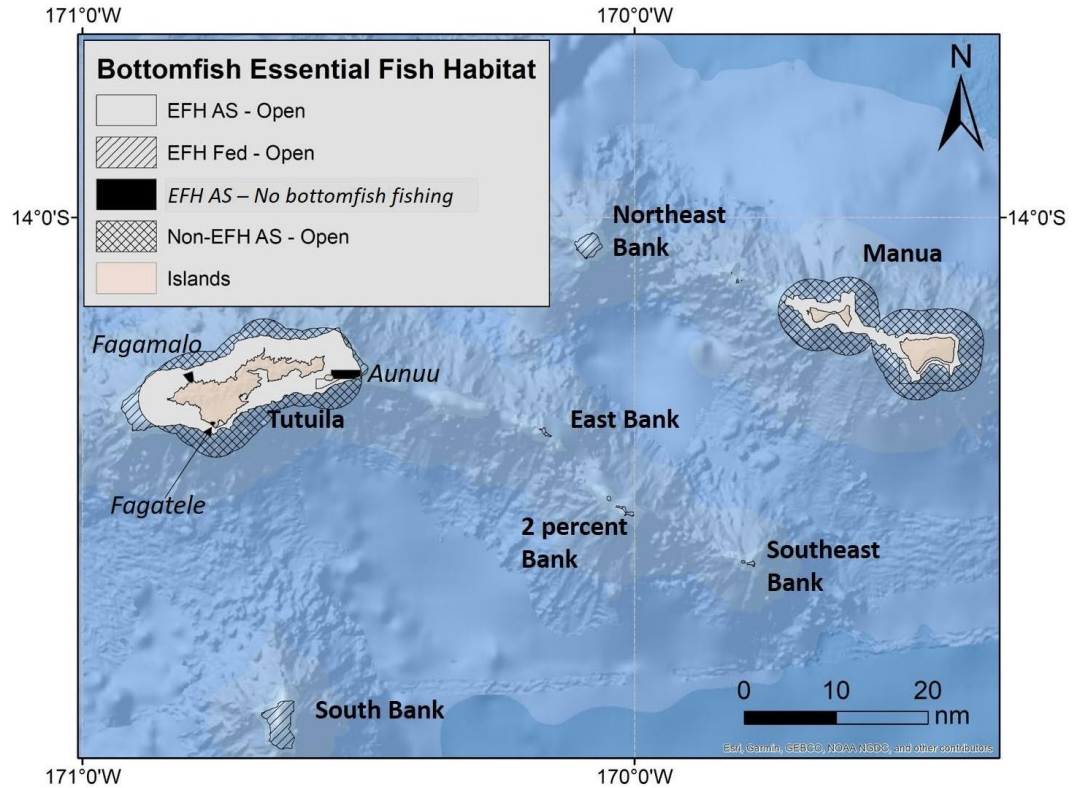 171°0'W
170°0'W
Bottomfish Essential Fish Habitat
EFH AS - Open
EFH Fed - Open
EFH AS – No bottomfish fishing
Non-EFH AS - Open
Islands
N
14°0'S
14°0'S
Northeast
Bank
Manua
Fagamalo
Aunuu
Tutuila
East Bank
Fagatele
2 percent
Bank
Southeast
Bank
South Bank
0 10 20
nm
Esri, Garmin, GEBCO, NOAA NGDC, and other contributors
171°0'W
170°0'W